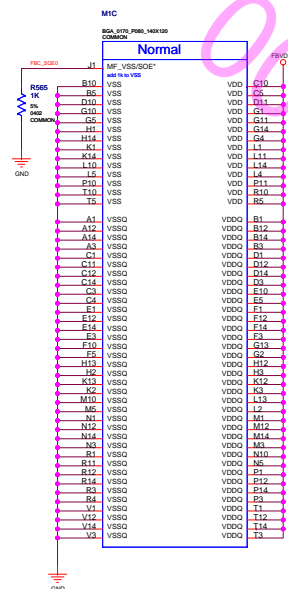 M1C
BGA_0170_P080_140X120
COMMON
Normal
FBC_SQE0 J1 MF_VSS/SOE*
add 1k to VSS
FBVD
R565
1K
5%
0402
COMMON
GND
B10 VSS VDD C10
B5 VSS VDD C5
D10 VSS VDD D11
G10 VSS VDD G1
G5 VSS VDD G11
H1 VSS VDD G14
H14 VSS VDD G4
K1 VSS VDD L1
K14 VSS VDD L11
L10 VSS VDD L14
L5 VSS VDD L4
P10 VSS VDD P11
T10 VSS VDD R10
T5 VSS VDD R5
A1 VSSQ VDDQ B1
A12 VSSQ VDDQ B12
A14 VSSQ VDDQ B14
A3 VSSQ VDDQ B3
C1 VSSQ VDDQ D1
C11 VSSQ VDDQ D12
C12 VSSQ VDDQ D14
C14 VSSQ VDDQ D3
C3 VSSQ VDDQ E10
C4 VSSQ VDDQ E5
E1 VSSQ VDDQ F1
E12 VSSQ VDDQ F12
E14 VSSQ VDDQ F14
E3 VSSQ VDDQ F3
F10 VSSQ VDDQ G13
F5 VSSQ VDDQ G2
H13 VSSQ VDDQ H12
H2 VSSQ VDDQ H3
K13 VSSQ VDDQ K12
K2 VSSQ VDDQ K3
M10 VSSQ VDDQ L13
M5 VSSQ VDDQ L2
N1 VSSQ VDDQ M1
N12 VSSQ VDDQ M12
N14 VSSQ VDDQ M14
N3 VSSQ VDDQ M3
R1 VSSQ VDDQ N10
R11 VSSQ VDDQ N5
R12 VSSQ VDDQ P1
R14 VSSQ VDDQ P12
R3 VSSQ VDDQ P14
R4 VSSQ VDDQ P3
V1 VSSQ VDDQ T1
V12 VSSQ VDDQ T12
V14 VSSQ VDDQ T14
V3 VSSQ VDDQ T3
GND